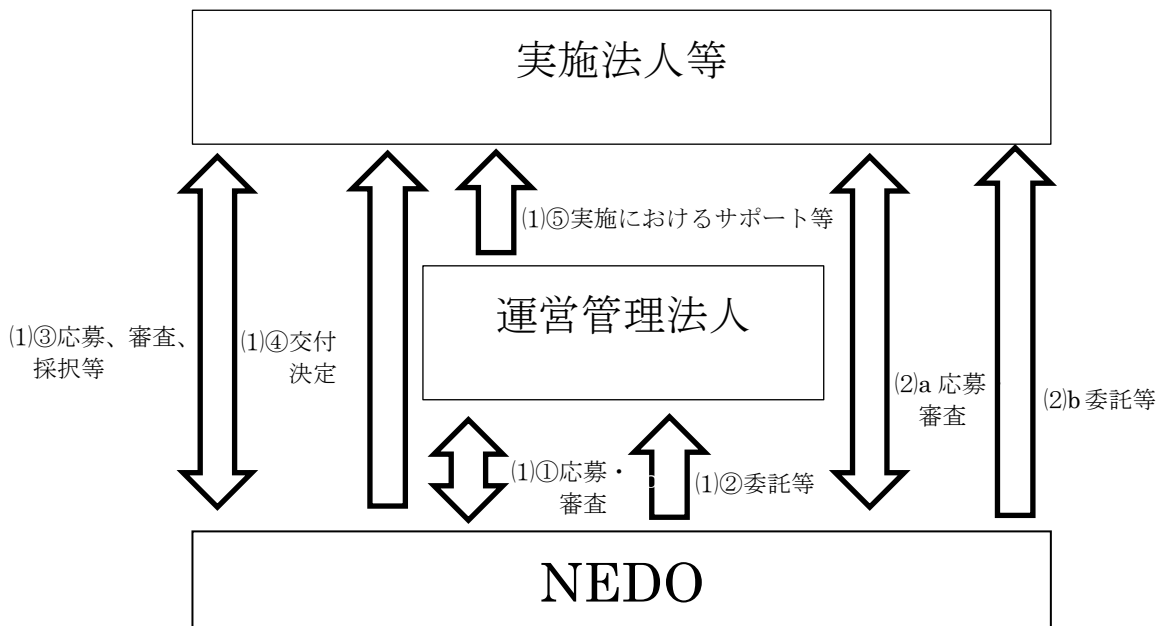 実施法人等
⑴⑤実施におけるサポート等
運営管理法人
⑴③応募、審査、
採択等
⑴④交付
決定
⑵a 応募・
審査
⑵b 委託等
⑴①応募・
審査
⑴②委託等
NEDO